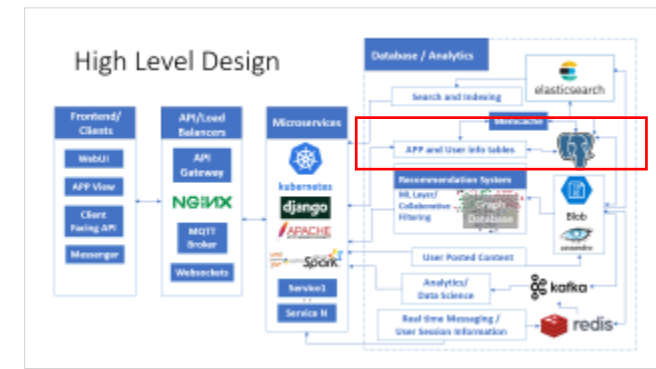 High Level Design
Database / Analytics
elasticsearch
Search and Indexing
Frontend/
Clients
API/Load
Balancers
Microservices
Memcache
WebUI
API
Gateway
APP and User info tables
APP View
NGINX
kubernetes
Recommendation System
ML Layer/
Collaborative
Filtering
Graph
Database
Client
Facing API
django
Blob
MQTT
Broker
APACHE
cassandra
Messenger
User Posted Content
Websockets
Spark
Analytics/
Data Science
kafka
Service1
Service N
Real time Messaging /
User Session Information
redis